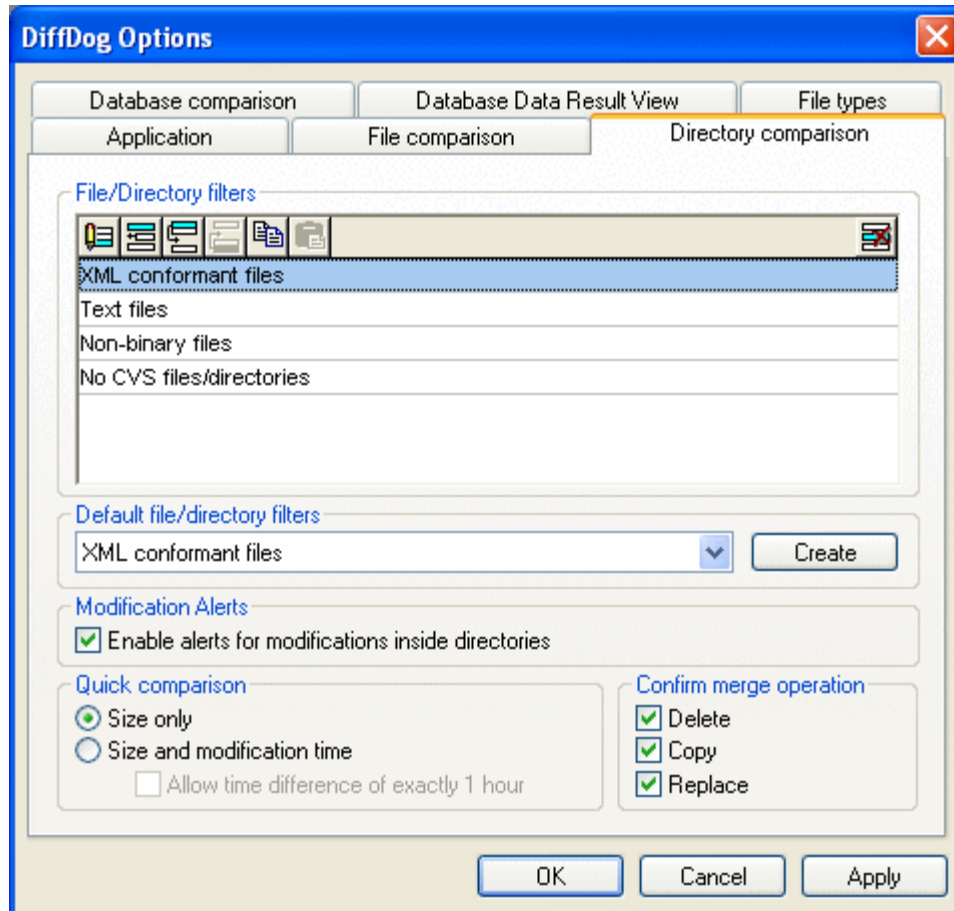 DiffDog Options
Database comparison
Database Data Result View
File types
Application
File comparison
Directory comparison
File/Directory filters
XML conformant files
Text files
Non-binary files
No CVS files/directories
Default file/directory filters
XML conformant files
Create
Modification Alerts
Enable alerts for modifications inside directories
Quick comparison
Size only
Size and modification time
Allow time difference of exactly 1 hour
Confirm merge operation
Delete
Copy
Replace
OK
Cancel
Apply